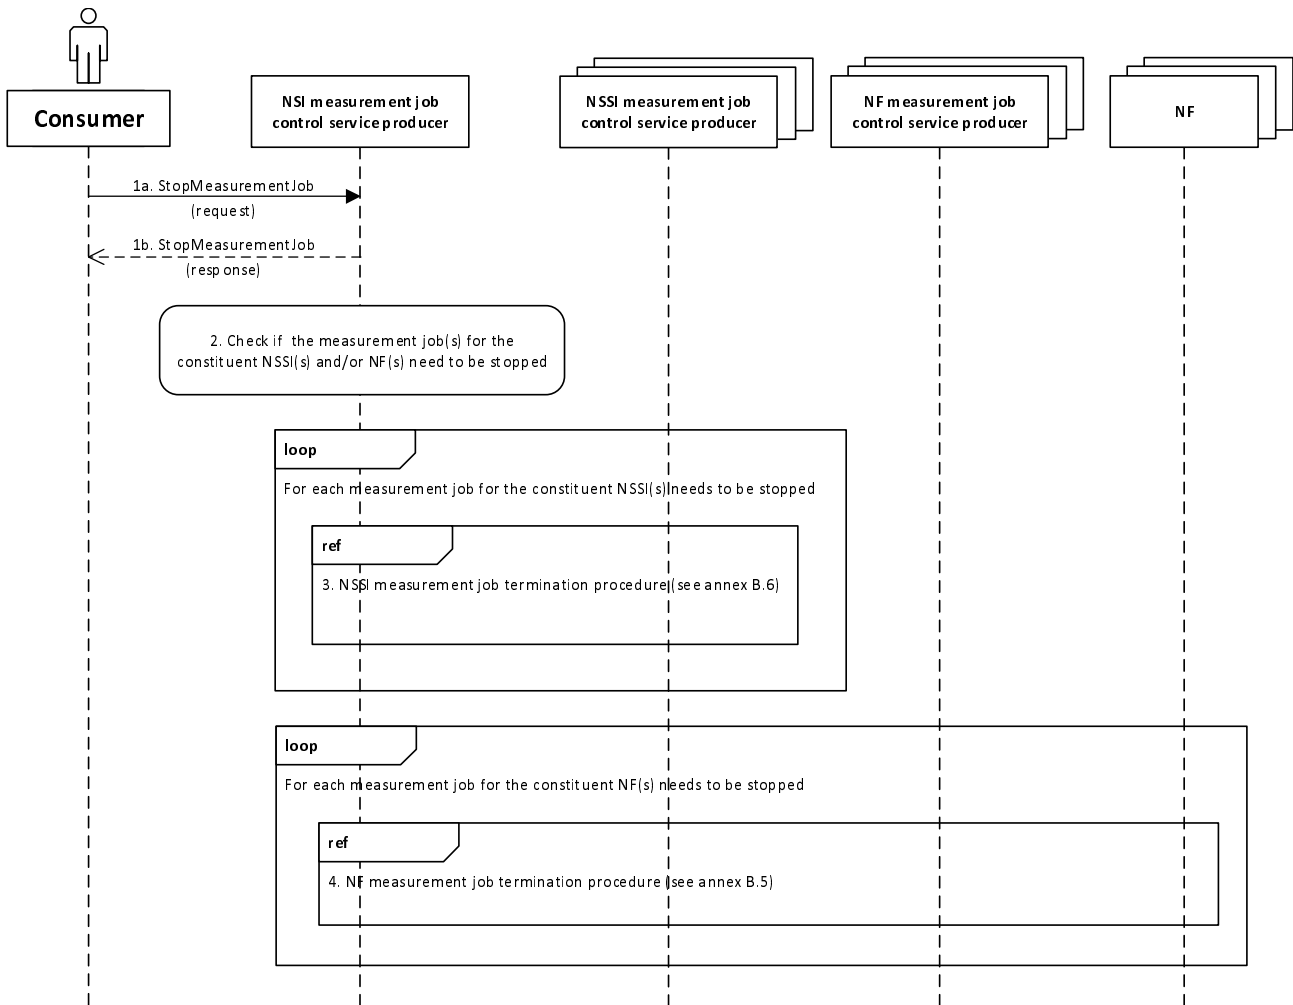 Consumer
NSI measurement job
control service producer
NSSI measurement job
control service producer
NF measurement job
control service producer
NF
1a. StopMeasurementJob
(request)
1b. StopMeasurementJob
(response)
2. Check if the measurement job(s) for the
constituent NSSI(s) and/or NF(s) need to be stopped
loop
For each measurement job for the constituent NSSI(s) needs to be stopped
ref
3. NSSI measurement job termination procedure (see annex B.6)
loop
For each measurement job for the constituent NF(s) needs to be stopped
ref
4. NF measurement job termination procedure (see annex B.5)